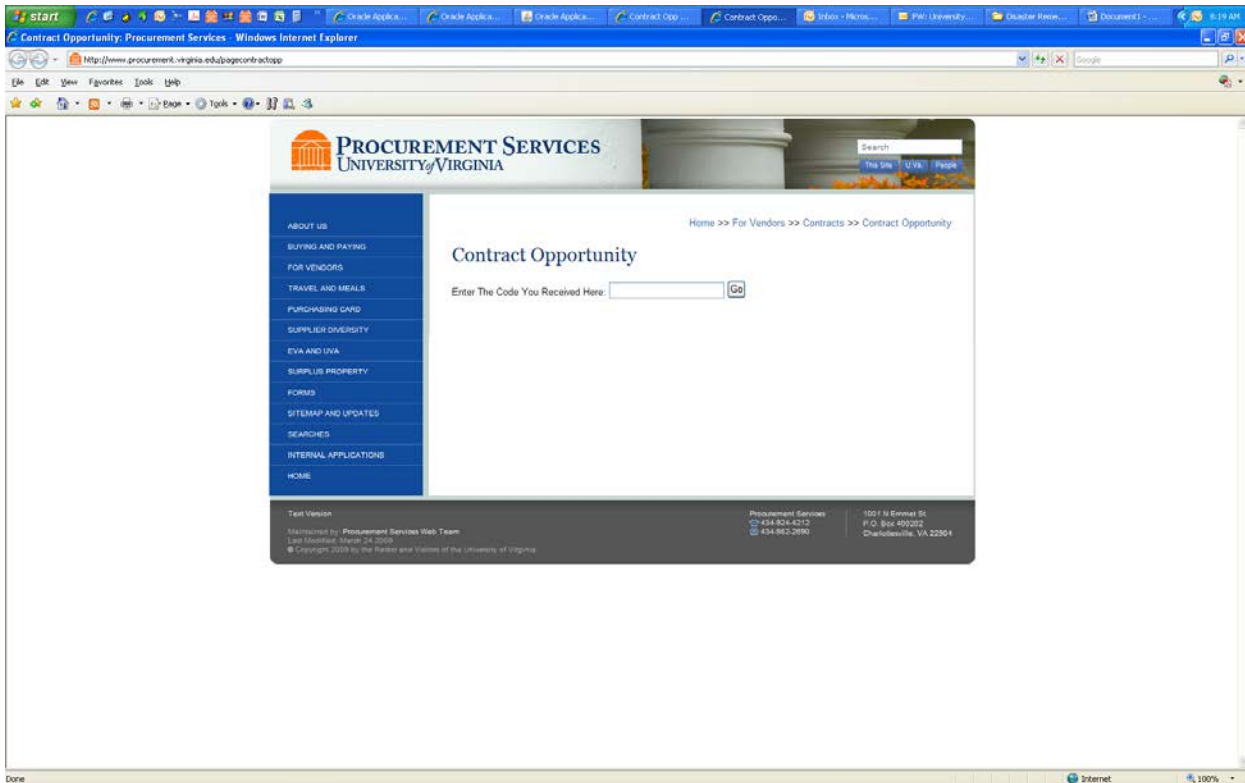 start
Oracle Applica...
Oracle Applica...
Oracle Applica...
Contract Opp ...
Contract Oppo...
Inbox - Micros...
FW: University...
Disaster Reme...
Document1 - ...
8:19 AM
Contract Opportunity: Procurement Services - Windows Internet Explorer
http://www.procurement.virginia.edu/pagecontractopp
Google
File Edit View Favorites Tools Help
Page Tools
PROCUREMENT SERVICES
UNIVERSITY of VIRGINIA
Search
This Site U.Va. People
Home >> For Vendors >> Contracts >> Contract Opportunity
ABOUT US
BUYING AND PAYING
FOR VENDORS
TRAVEL AND MEALS
PURCHASING CARD
SUPPLIER DIVERSITY
EVA AND UVA
SURPLUS PROPERTY
FORMS
SITEMAP AND UPDATES
SEARCHES
INTERNAL APPLICATIONS
HOME
Contract Opportunity
Enter The Code You Received Here: Go
Text Version
Maintained by: Procurement Services Web Team
Last Modified: March 24 2009
© Copyright 2009 by the Rector and Visitors of the University of Virginia
Procurement Services
434-924-4212
434-982-2690
1001 N Emmet St
P.O. Box 400202
Charlottesville, VA 22904
Done
Internet
100%